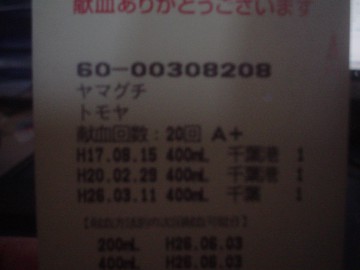 献血ありがとうございます
60-00308208
ヤマグチ
トモヤ
献血回数：20回 A+
H17.08.15 400mL 千葉港 1
H20.02.29 400mL 千葉港 1
H26.03.11 400mL 千葉 1
200mL H26.06.03
400mL H26.06.03